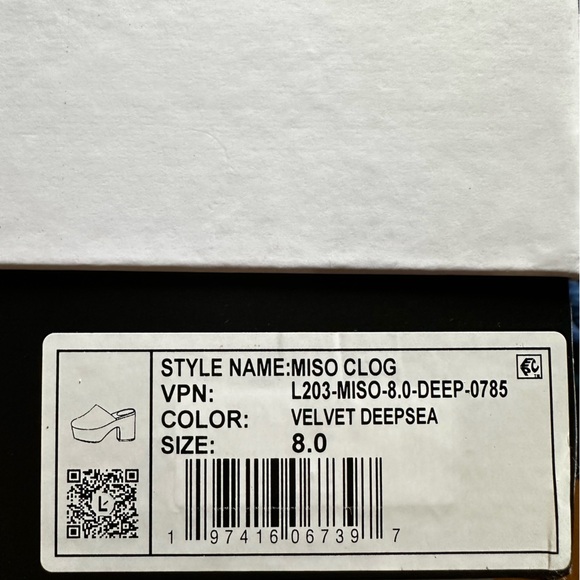 STYLE NAME:MISO CLOG
VPN: L203-MISO-8.0-DEEP-0785
COLOR: VELVET DEEPSEA
SIZE: 8.0
1 97416 06739 7